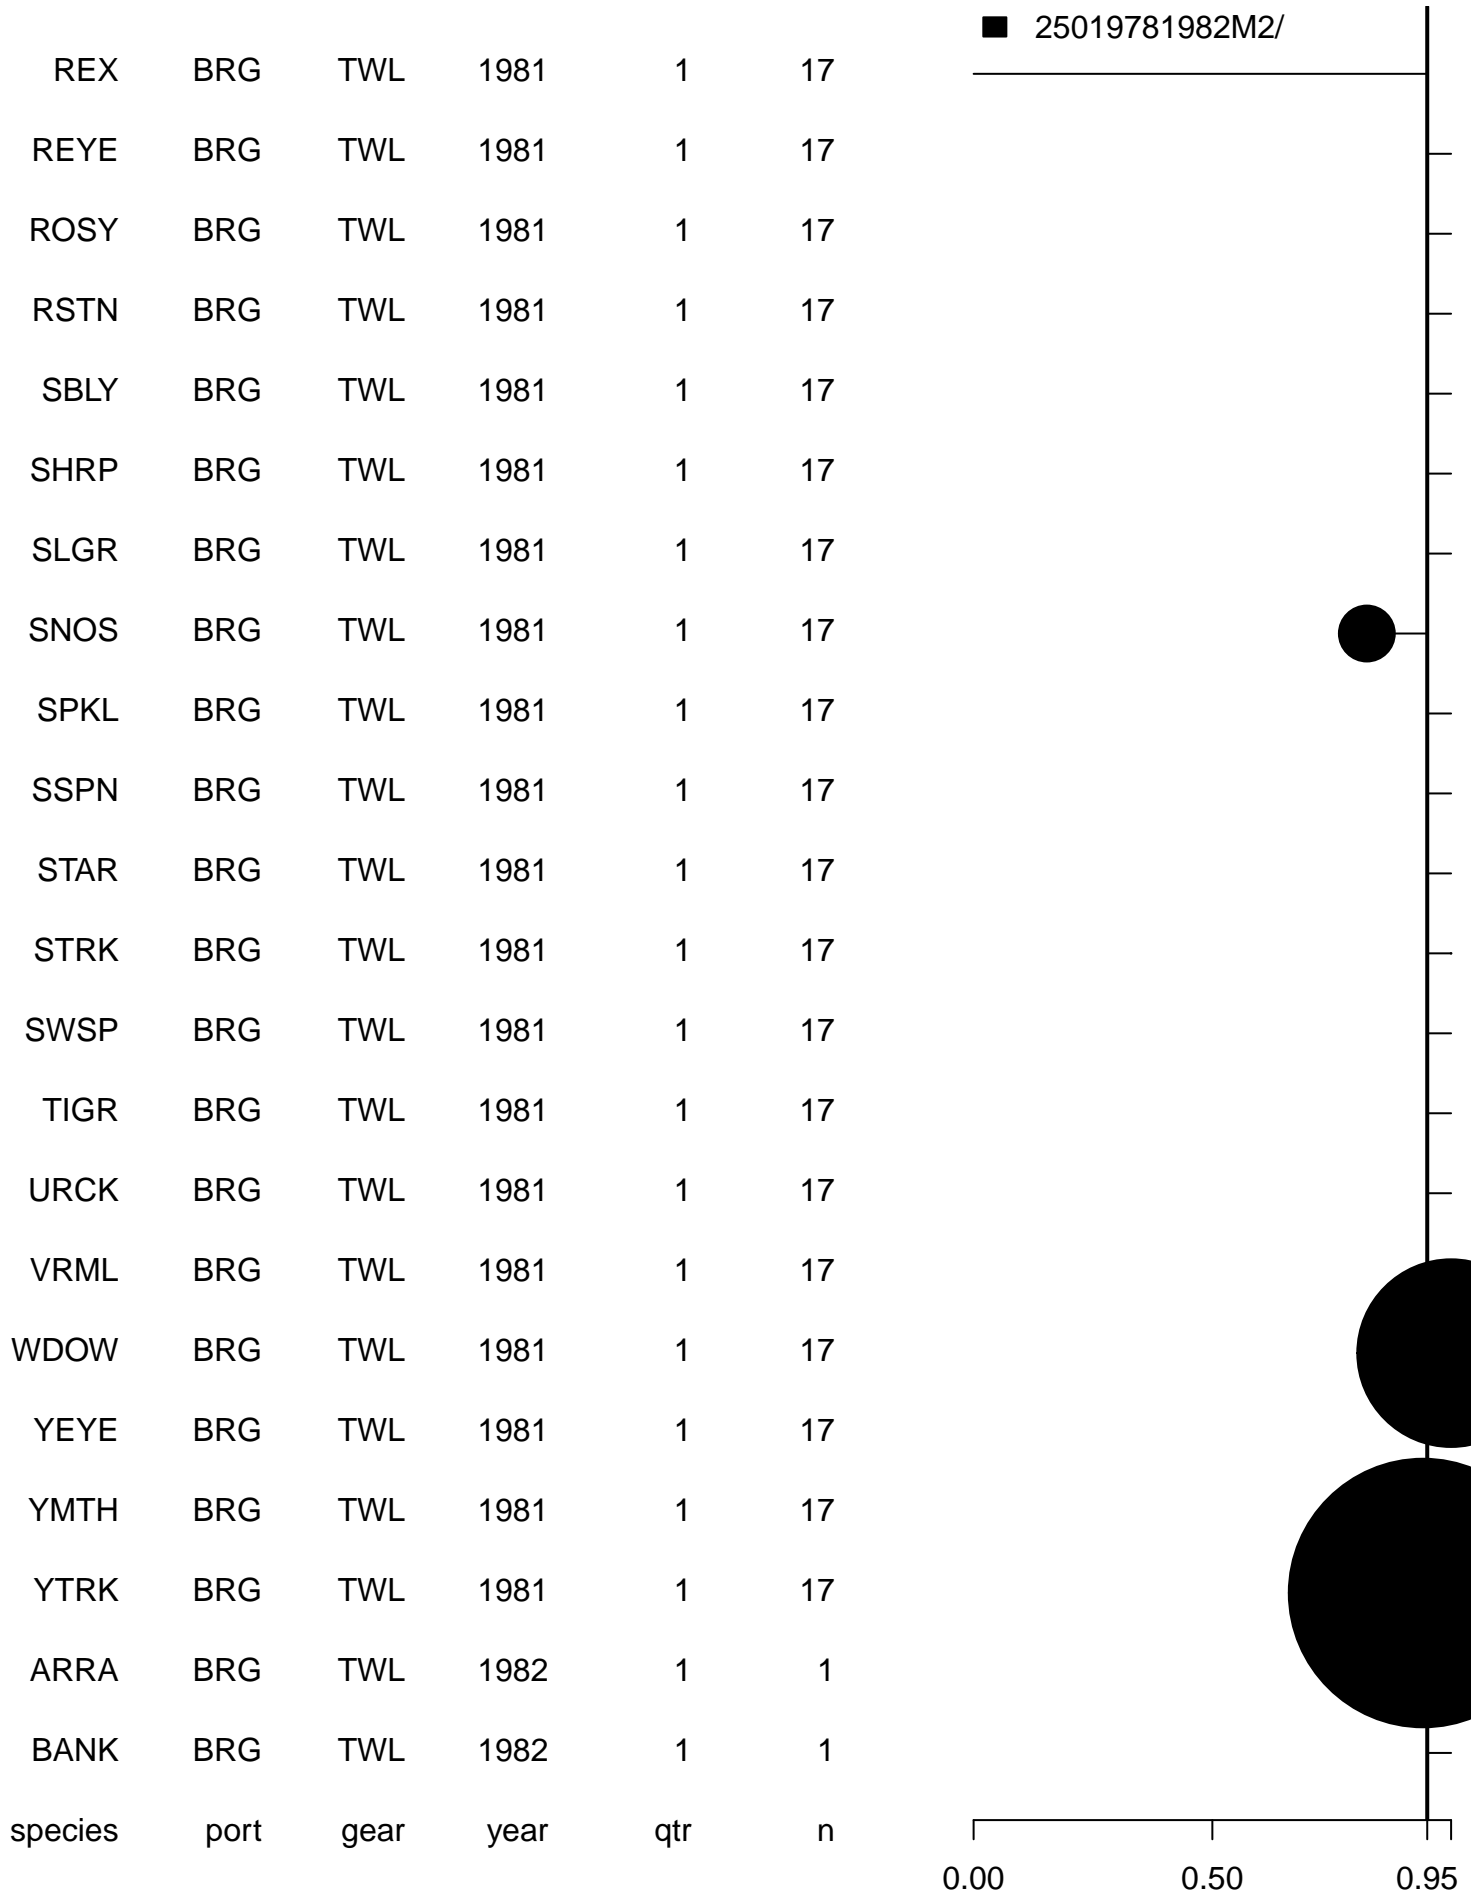 25019781982M2/
REX BRG TWL 1981 1 17
REYE BRG TWL 1981 1 17
ROSY BRG TWL 1981 1 17
RSTN BRG TWL 1981 1 17
SBLY BRG TWL 1981 1 17
SHRP BRG TWL 1981 1 17
SLGR BRG TWL 1981 1 17
SNOS BRG TWL 1981 1 17
SPKL BRG TWL 1981 1 17
SSPN BRG TWL 1981 1 17
STAR BRG TWL 1981 1 17
STRK BRG TWL 1981 1 17
SWSP BRG TWL 1981 1 17
TIGR BRG TWL 1981 1 17
URCK BRG TWL 1981 1 17
VRML BRG TWL 1981 1 17
WDOW BRG TWL 1981 1 17
YEYE BRG TWL 1981 1 17
YMTH BRG TWL 1981 1 17
YTRK BRG TWL 1981 1 17
ARRA BRG TWL 1982 1 1
BANK BRG TWL 1982 1 1
species port gear year qtr n
0.00 0.50 0.95